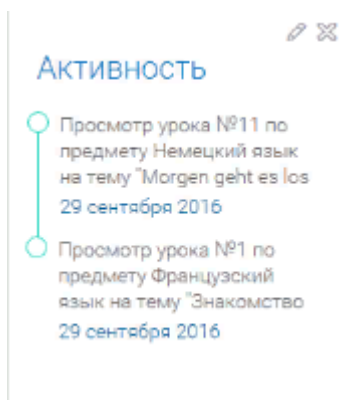 Активность
Просмотр урока №11 по
предмету Немецкий язык
на тему "Morgen geht es los
29 сентября 2016
Просмотр урока №1 по
предмету Французский
язык на тему "Знакомство
29 сентября 2016